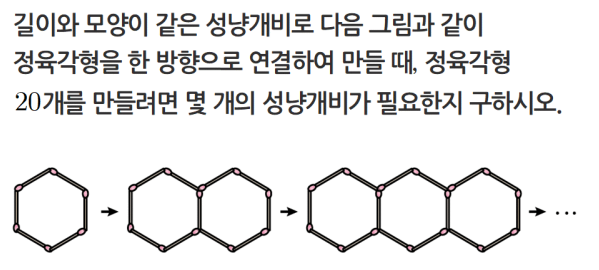 길이와 모양이 같은 성냥개비로 다음 그림과 같이
정육각형을 한 방향으로 연결하여 만들 때, 정육각형
20개를 만들려면 몇 개의 성냥개비가 필요한지 구하시오.